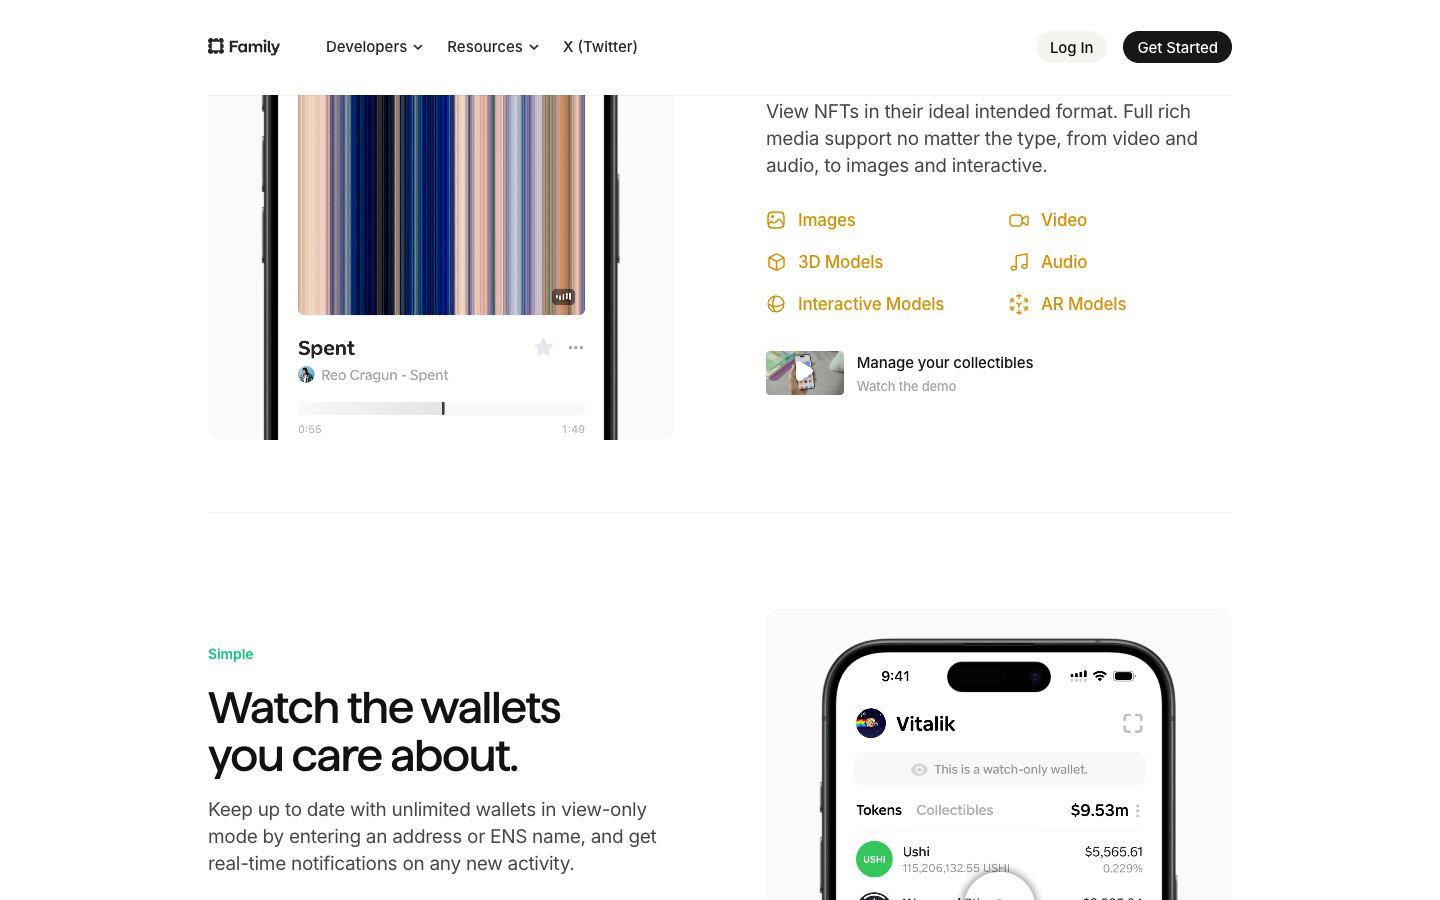 Family
Developers
Resources
X (Twitter)
Log In
Get Started
View NFTs in their ideal intended format. Full rich
media support no matter the type, from video and
audio, to images and interactive.
Images
Video
3D Models
Audio
Interactive Models
AR Models
Manage your collectibles
Watch the demo
Spent
Reo Cragun - Spent
0:55
1:49
Simple
Watch the wallets
you care about.
Keep up to date with unlimited wallets in view-only
mode by entering an address or ENS name, and get
real-time notifications on any new activity.
9:41
Vitalik
This is a watch-only wallet.
Tokens
Collectibles
$9.53m
USHI
Ushi
$5,565.61
115,206,132.55 USHI
0.229%